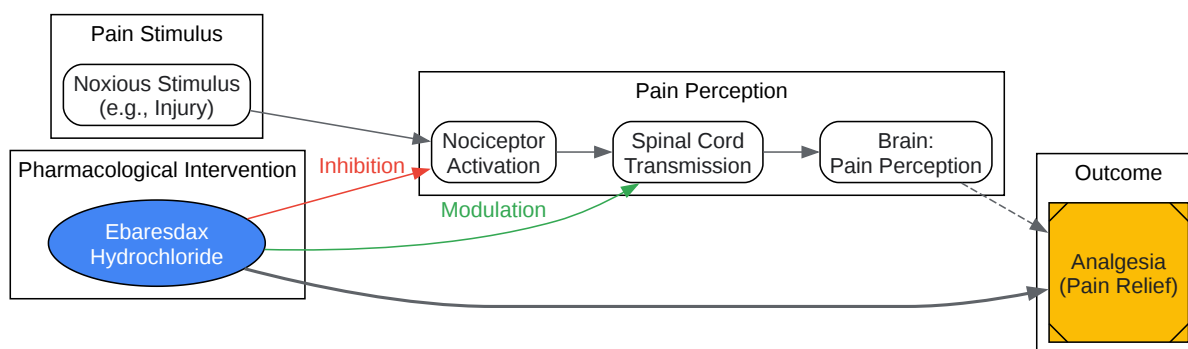 Pain Stimulus
Noxious Stimulus
(e.g., Injury)
Pharmacological Intervention
Ebaresdax
Hydrochloride
Inhibition
Modulation
Pain Perception
Nociceptor
Activation
Spinal Cord
Transmission
Brain:
Pain Perception
Outcome
Analgesia
(Pain Relief)